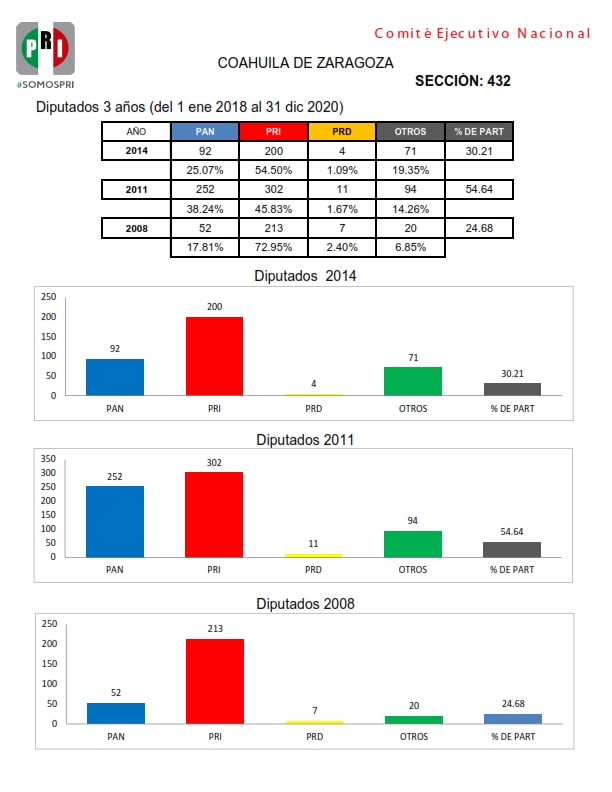 Comité Ejecutivo Nacional
PRI
#SOMOSPRI
COAHUILA DE ZARAGOZA
SECCIÓN: 432
Diputados 3 años (del 1 ene 2018 al 31 dic 2020)
AÑO PAN PRI PRD OTROS % DE PART
2014 92 200 4 71 30.21
25.07% 54.50% 1.09% 19.35%
2011 252 302 11 94 54.64
38.24% 45.83% 1.67% 14.26%
2008 52 213 7 20 24.68
17.81% 72.95% 2.40% 6.85%
Diputados 2014
250
200
150
100
50
0
92
200
4
71
30.21
PAN PRI PRD OTROS % DE PART
Diputados 2011
350
300
250
200
150
100
50
0
252
302
11
94
54.64
PAN PRI PRD OTROS % DE PART
Diputados 2008
250
200
150
100
50
0
52
213
7
20
24.68
PAN PRI PRD OTROS % DE PART